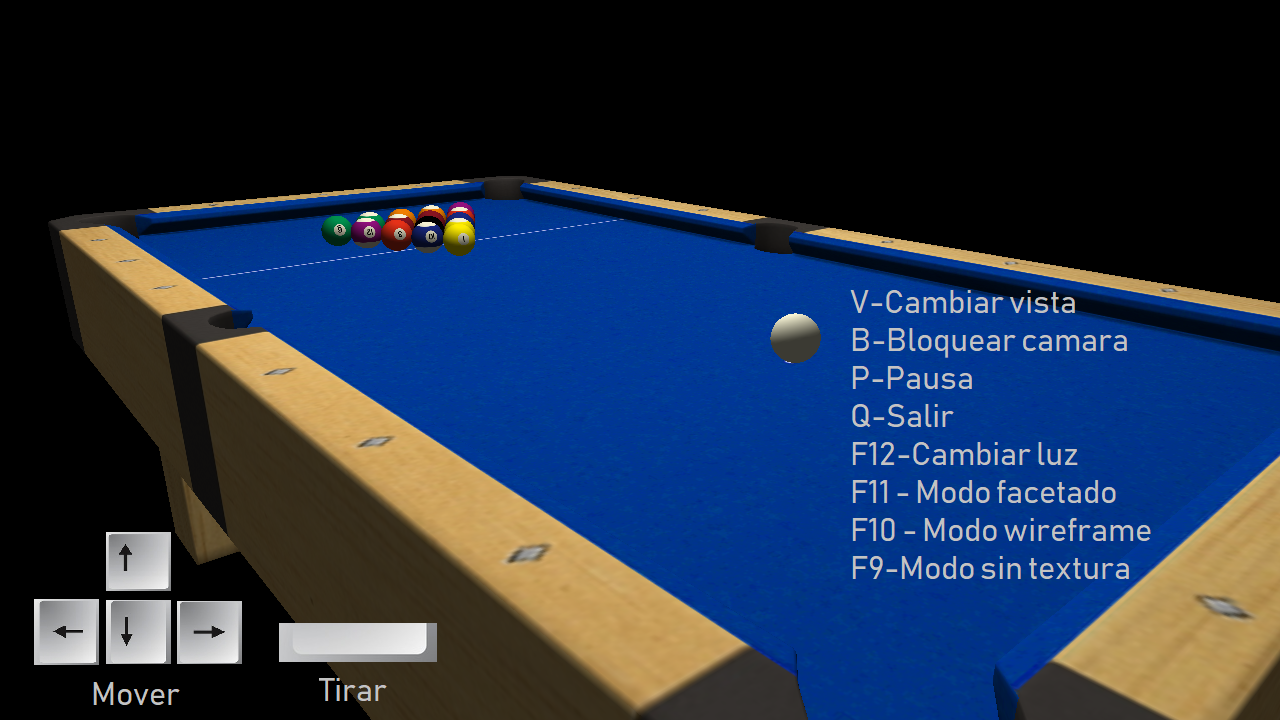 V-Cambiar vista
B-Bloquear camara
P-Pausa
Q-Salir
F12-Cambiar luz
F11 - Modo facetado
F10 - Modo wireframe
F9-Modo sin textura
Mover
Tirar